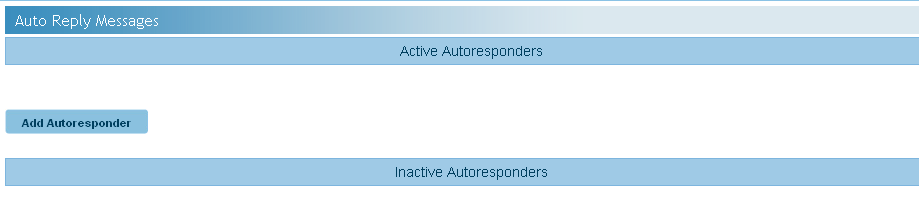 Auto Reply Messages
Active Autoresponders
Add Autoresponder
Inactive Autoresponders